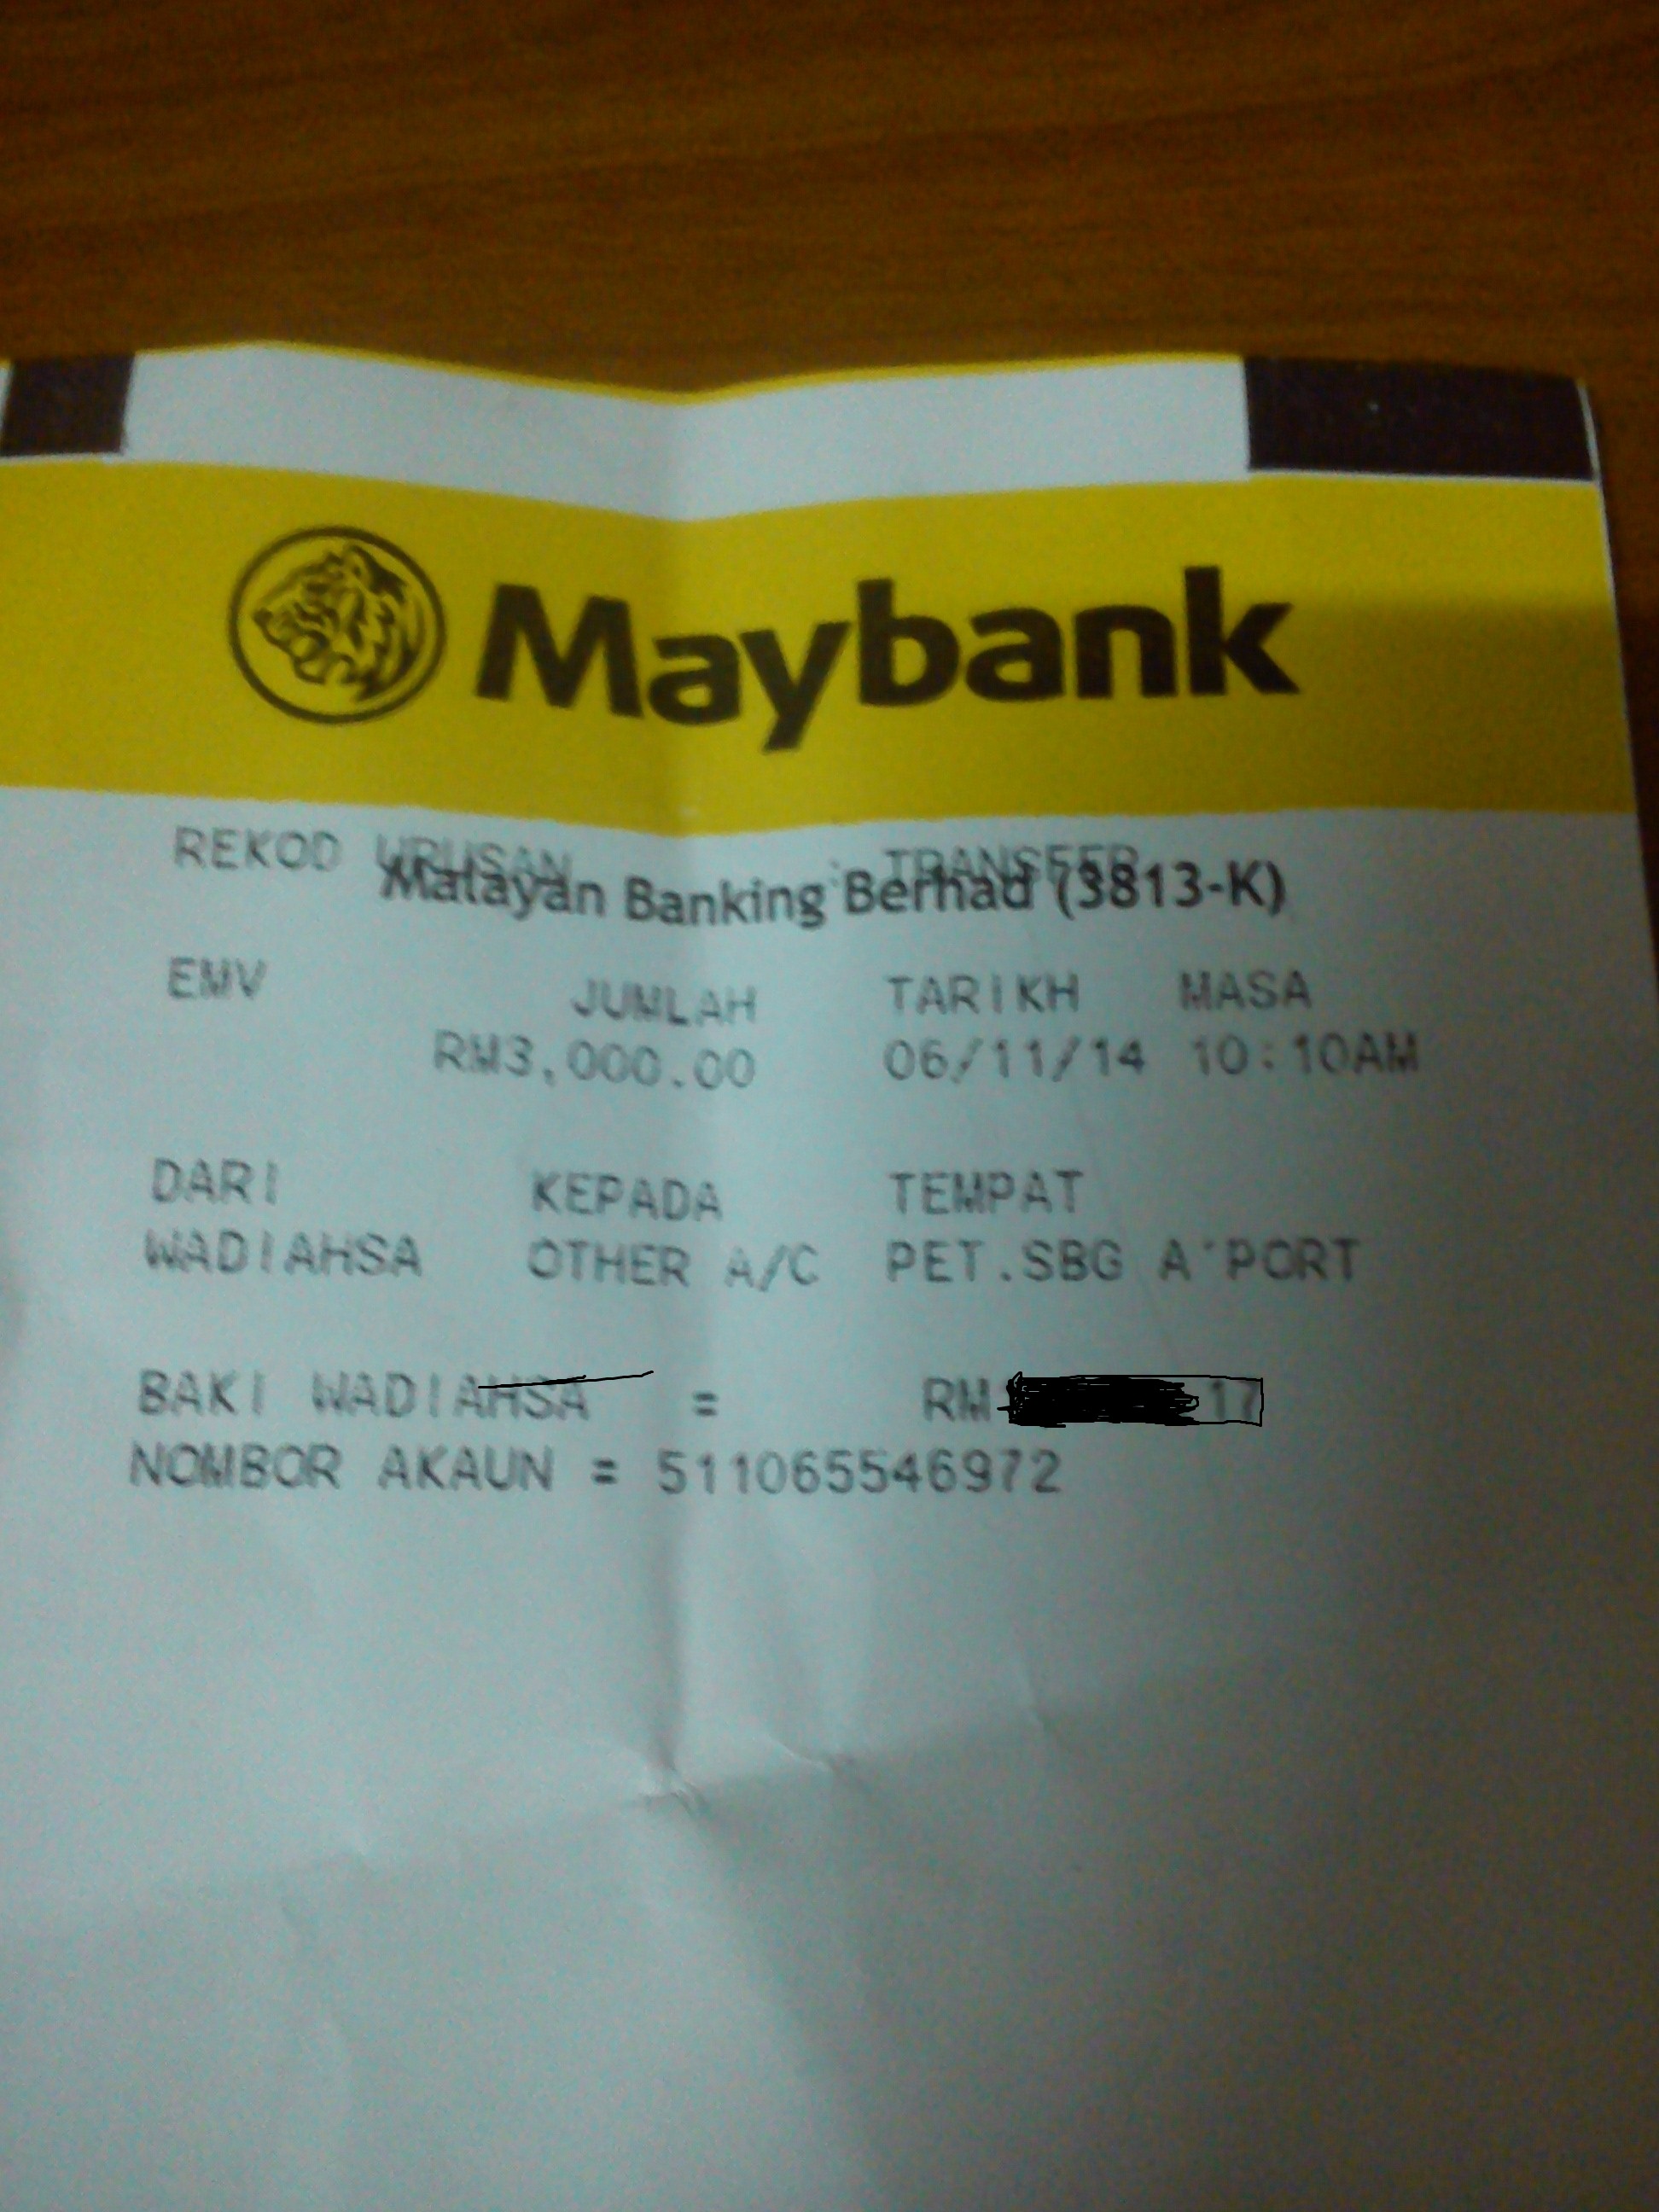 Maybank
REKOD URUSAN : TRANSFER
Malayan Banking Berhad (3813-K)
EMV JUMLAH TARIKH MASA
RM3,000.00 06/11/14 10:10AM
DARI KEPADA TEMPAT
WADIAHSA OTHER A/C PET.SBG A'PORT
BAKI WADIAHSA = RM 17
NOMBOR AKAUN = 511065546972